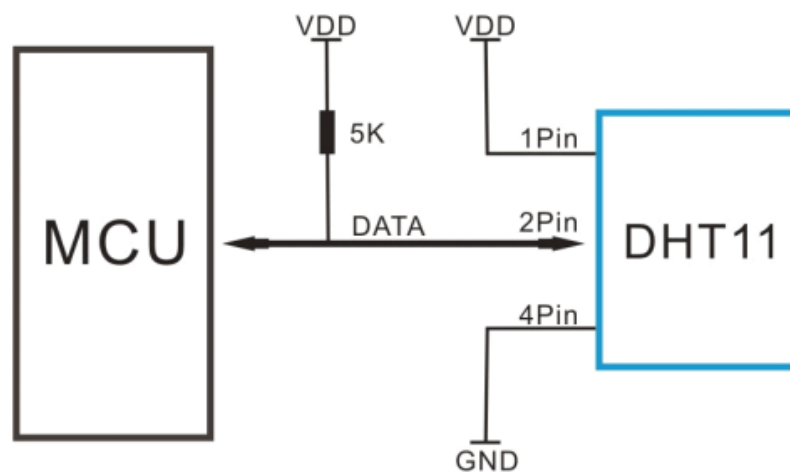 VDD
VDD
5K
1Pin
MCU
DATA
2Pin
DHT11
4Pin
GND